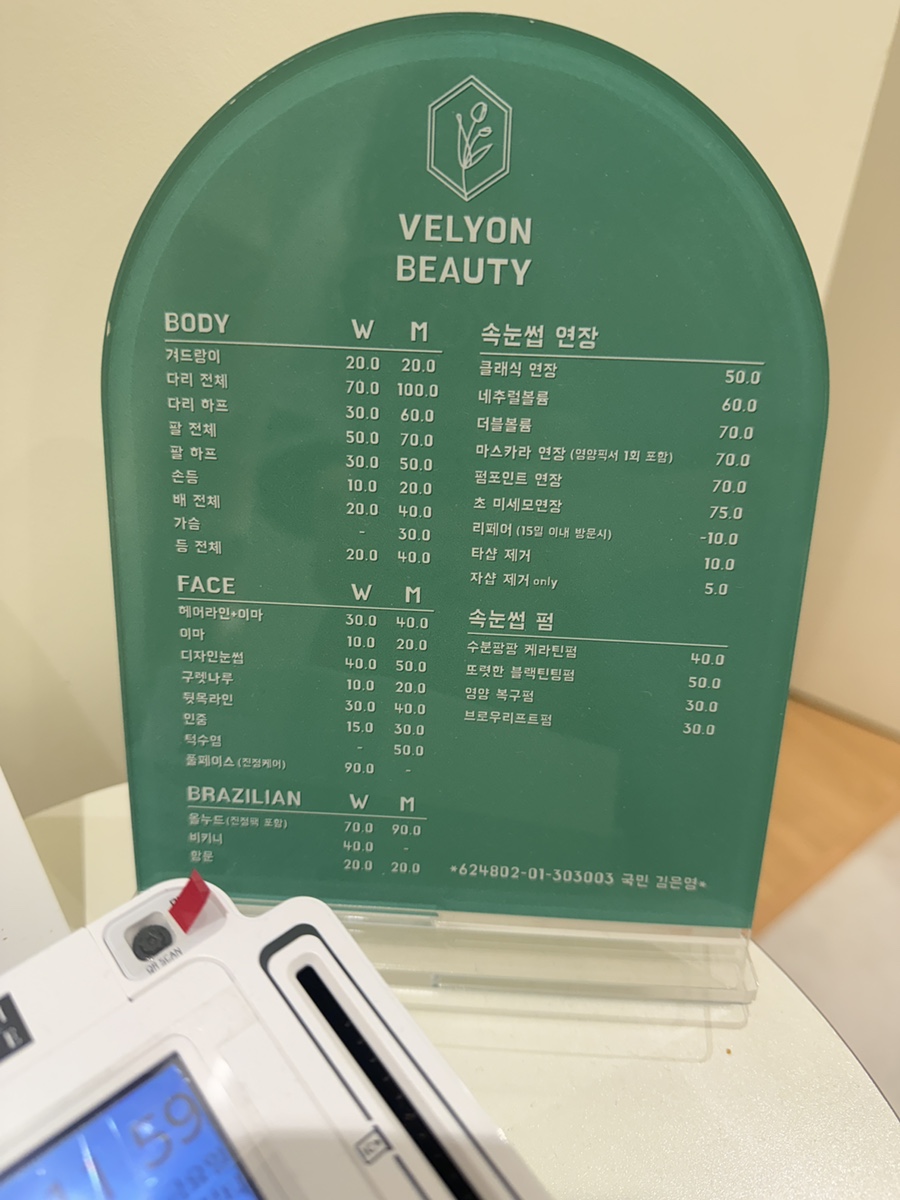 VELYON
BEAUTY
BODY W M
겨드랑이 20.0 20.0
다리 전체 70.0 100.0
다리 하프 30.0 60.0
팔 전체 50.0 70.0
팔 하프 30.0 50.0
손등 10.0 20.0
배 전체 20.0 40.0
가슴 - 30.0
등 전체 20.0 40.0
FACE W M
헤어라인+이마 30.0 40.0
이마 10.0 20.0
디자인눈썹 40.0 50.0
구렛나루 10.0 20.0
뒷목라인 30.0 40.0
인중 15.0 30.0
턱수염 - 50.0
풀페이스 (진정케어) 90.0 -
BRAZILIAN W M
올누드 (진정팩 포함) 70.0 90.0
비키니 40.0 -
항문 20.0 20.0
속눈썹 연장
클래식 연장 50.0
네추럴볼륨 60.0
더블볼륨 70.0
마스카라 연장 (영양픽서 1회 포함) 70.0
펌포인트 연장 70.0
초 미세모연장 75.0
리페어 (15일 이내 방문시) -10.0
타샵 제거 10.0
자샵 제거 only 5.0
속눈썹 펌
수분팡팡 케라틴펌 40.0
또렷한 블랙틴팅펌 50.0
영양 복구펌 30.0
브로우리프트펌 30.0
*624802-01-303003 국민 김은영*
QR SCAN
59